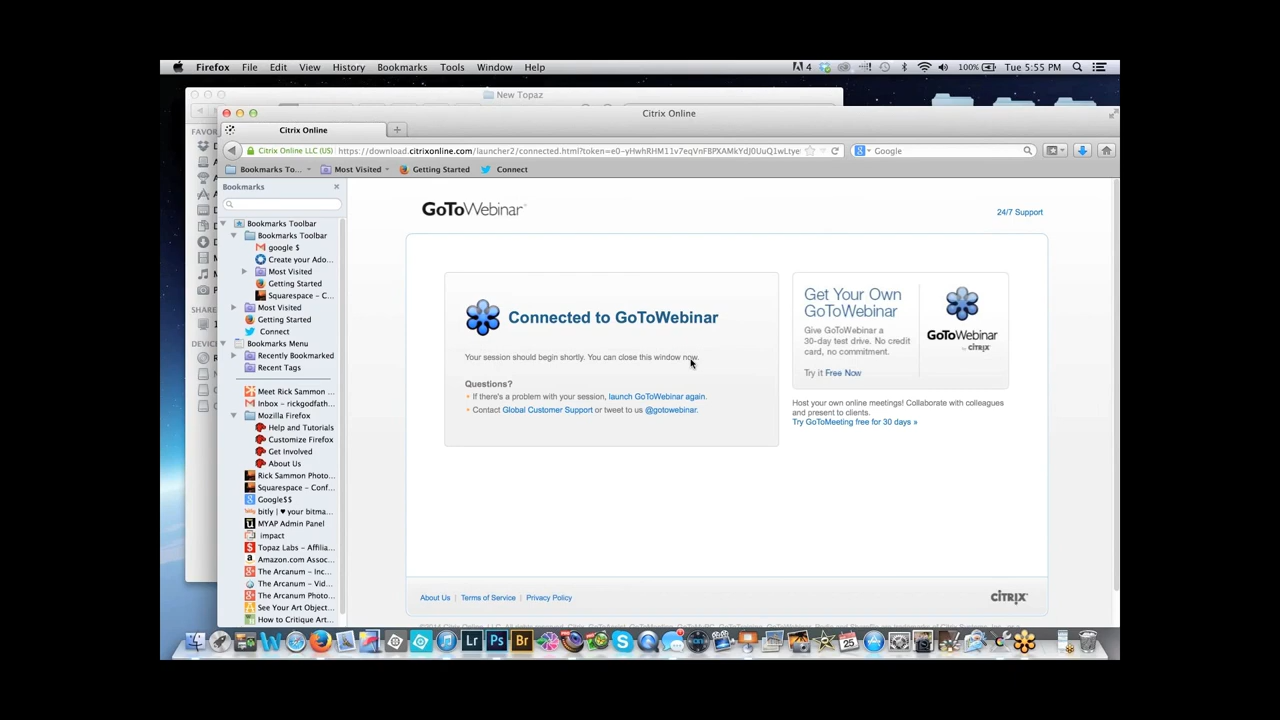 Firefox File Edit View History Bookmarks Tools Window Help
4 100% Tue 5:55 PM
New Topaz
Citrix Online
Citrix Online
Citrix Online LLC (US) Google
Bookmarks To... Most Visited Getting Started Connect
Bookmarks
Bookmarks Toolbar
Bookmarks Toolbar
google $
Create your Ado...
Most Visited
Getting Started
Squarespace – C...
Most Visited
Getting Started
Connect
Bookmarks Menu
Recently Bookmarked
Recent Tags
Meet Rick Sammon ...
Inbox – rickgodfath...
Mozilla Firefox
Help and Tutorials
Customize Firefox
Get Involved
About Us
Rick Sammon Photo...
Squarespace – Conf...
Google$$
bitly | ♥ your bitma...
MYAP Admin Panel
impact
Topaz Labs – Affilia...
Amazon.com Assoc...
The Arcanum – Inc...
The Arcanum – Vid...
The Arcanum Photo...
See Your Art Object...
How to Critique Art...
FAVOR
SHARE
DEVIC
GoToWebinar
24/7 Support
Connected to GoToWebinar
Your session should begin shortly. You can close this window now.
Questions?
• If there's a problem with your session, launch GoToWebinar again.
• Contact Global Customer Support or tweet to us @gotowebinar.
Get Your Own
GoToWebinar
Give GoToWebinar a
30-day test drive. No credit
card, no commitment.
Try it Free Now
GoToWebinar
by CITRIX
Host your own online meetings! Collaborate with colleagues
and present to clients.
Try GoToMeeting free for 30 days »
About Us | Terms of Service | Privacy Policy
CITRIX
Lr Ps Br
25